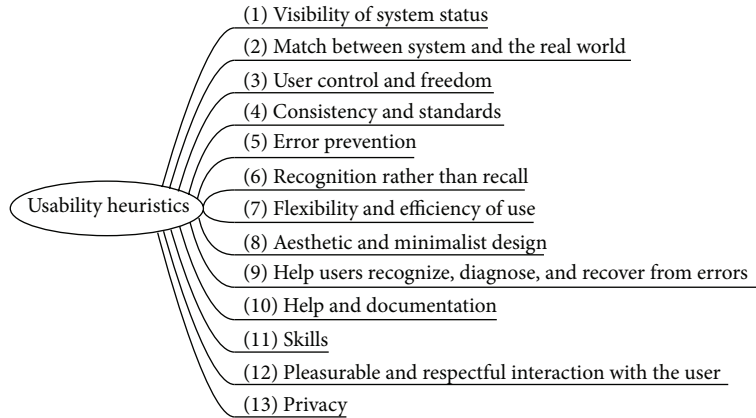 (1) Visibility of system status
(2) Match between system and the real world
(3) User control and freedom
(4) Consistency and standards
(5) Error prevention
(6) Recognition rather than recall
Usability heuristics
(7) Flexibility and efficiency of use
(8) Aesthetic and minimalist design
(9) Help users recognize, diagnose, and recover from errors
(10) Help and documentation
(11) Skills
(12) Pleasurable and respectful interaction with the user
(13) Privacy